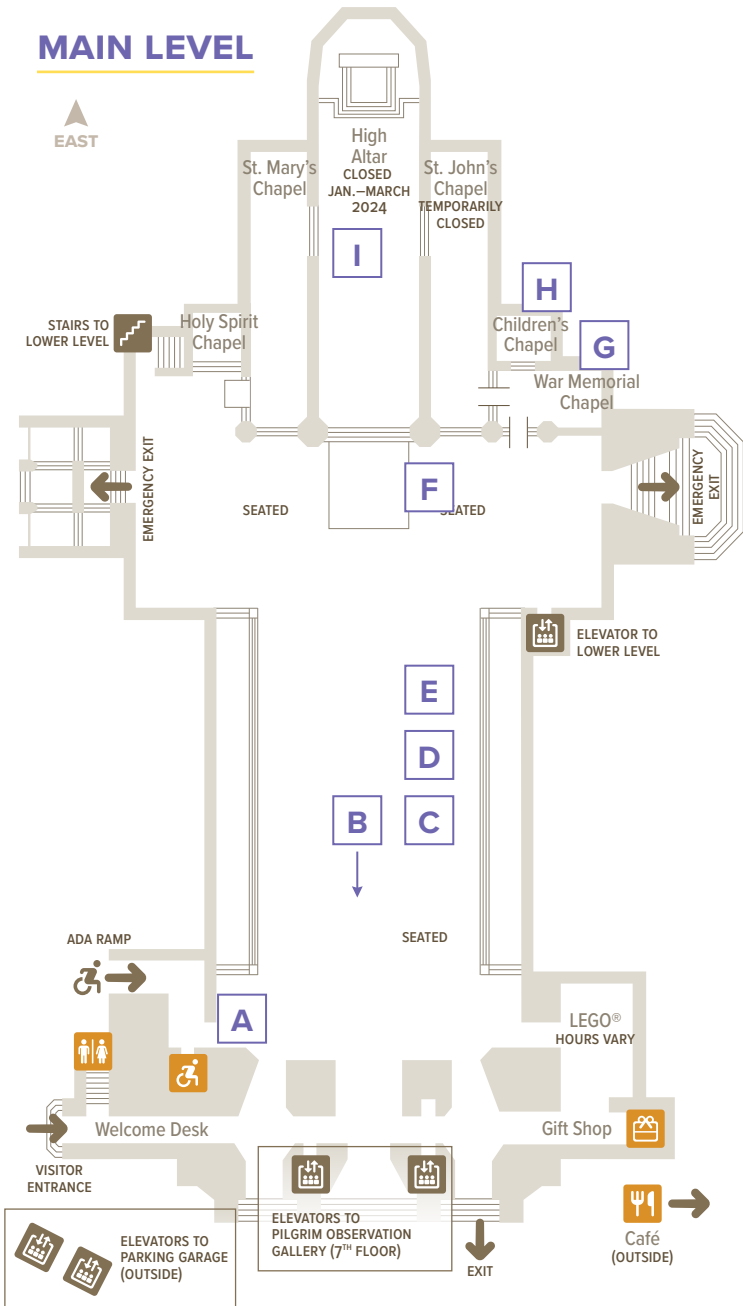 MAIN LEVEL
EAST
High
Altar
CLOSED
JAN.–MARCH
2024
St. Mary's
Chapel
St. John's
Chapel
TEMPORARILY
CLOSED
I
H
STAIRS TO
LOWER LEVEL
Holy Spirit
Chapel
Children's
Chapel
G
War Memorial
Chapel
EMERGENCY EXIT
F
SEATED
SEATED
EMERGENCY
EXIT
ELEVATOR TO
LOWER LEVEL
E
D
B
C
SEATED
ADA RAMP
A
LEGO®
HOURS VARY
Welcome Desk
Gift Shop
VISITOR
ENTRANCE
ELEVATORS TO
PILGRIM OBSERVATION
GALLERY (7TH FLOOR)
EXIT
Café
(OUTSIDE)
ELEVATORS TO
PARKING GARAGE
(OUTSIDE)